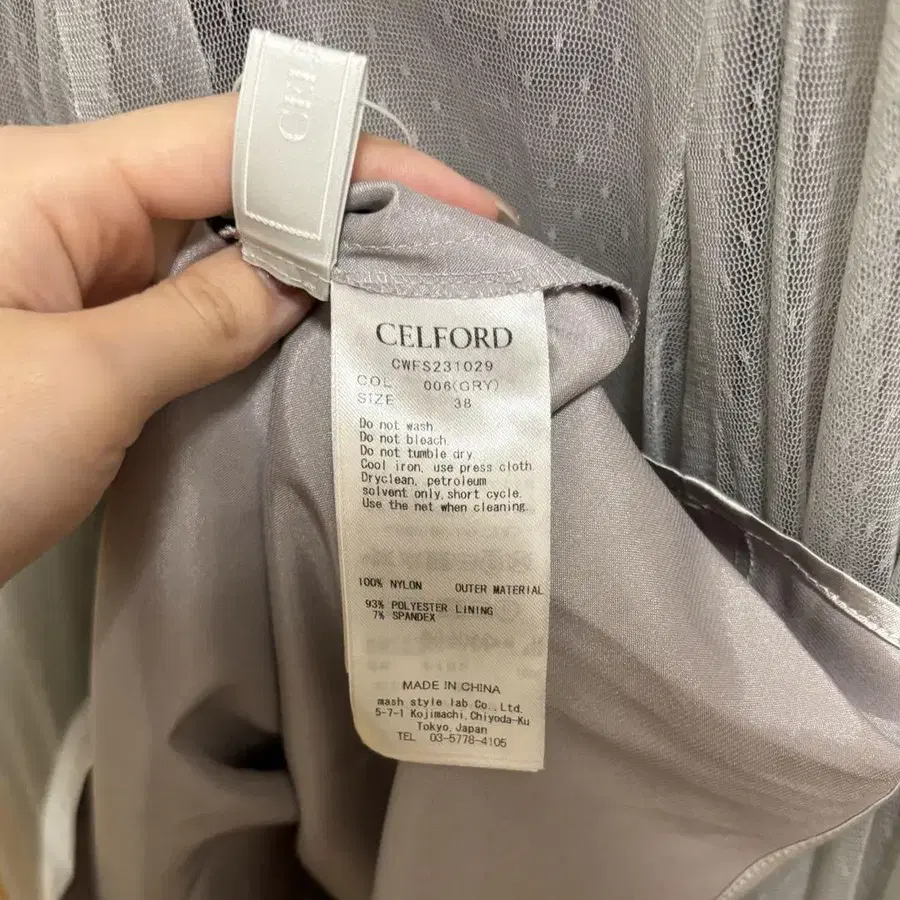 CELFORD
CWFS231029
COL 006(GRY)
SIZE 38
Do not wash.
Do not bleach.
Do not tumble dry.
Cool iron, use press cloth
Dryclean, petroleum
solvent only, short cycle.
Use the net when cleaning.
100% NYLON OUTER MATERIAL
93% POLYESTER LINING
7% SPANDEX
MADE IN CHINA
mash style lab Co.,Ltd.
5-7-1 Kojimachi,Chiyoda-Ku
Tokyo,Japan
TEL 03-5778-4105